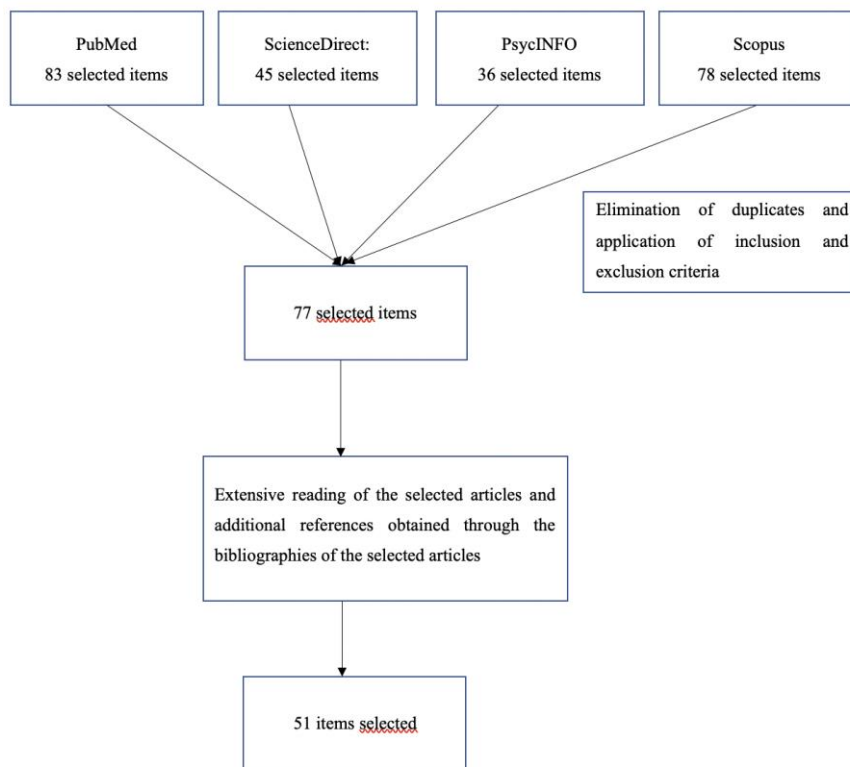 PubMed
83 selected items
ScienceDirect:
45 selected items
PsycINFO
36 selected items
Scopus
78 selected items
Elimination of duplicates and
application of inclusion and
exclusion criteria
77 selected items
Extensive reading of the selected articles and
additional references obtained through the
bibliographies of the selected articles
51 items selected